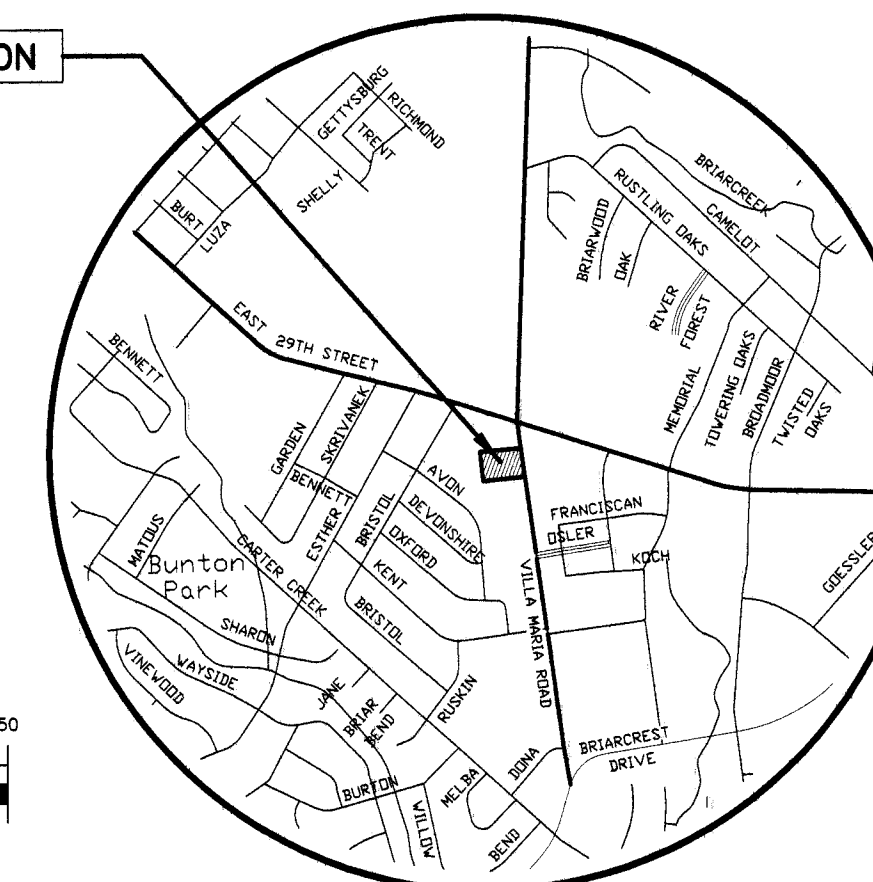 ON
GETTYSBURG
RICHMOND
TRENT
SHELLY
BURT
LUZA
BRIARCREEK
RUSTLING OAKS
CAMELOT
BRIARWOOD
OAK
RIVER
FOREST
EAST 29TH STREET
BENNETT
MEMORIAL
TOWERING OAKS
BROADMOOR
TWISTED
OAKS
GARDEN
SKRIVANEK
BENNETT
ESTHER
BRISTOL
AVON
DEVONSHIRE
OXFORD
KENT
BRISTOL
FRANCISCAN
OSLER
KOCH
GOESSLER
MATOUS
Bunton
Park
CARTER CREEK
SHARON
WAYSIDE
VINEWOOD
VILLA MARIA ROAD
JANE
BRIAR
BEND
RUSKIN
50
BRIARCREST
DRIVE
DONA
MELBA
BURTON
WILLOW
BEND